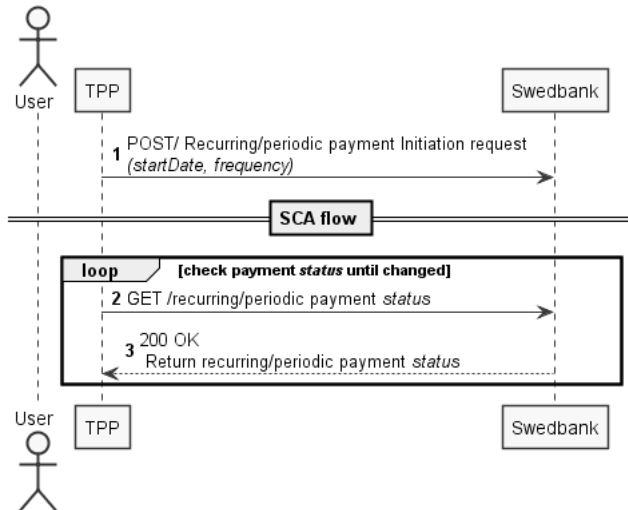 User
TPP
Swedbank
1 POST/ Recurring/periodic payment Initiation request
(startDate, frequency)
SCA flow
loop [check payment status until changed]
2 GET /recurring/periodic payment status
3 200 OK
Return recurring/periodic payment status
User
TPP
Swedbank